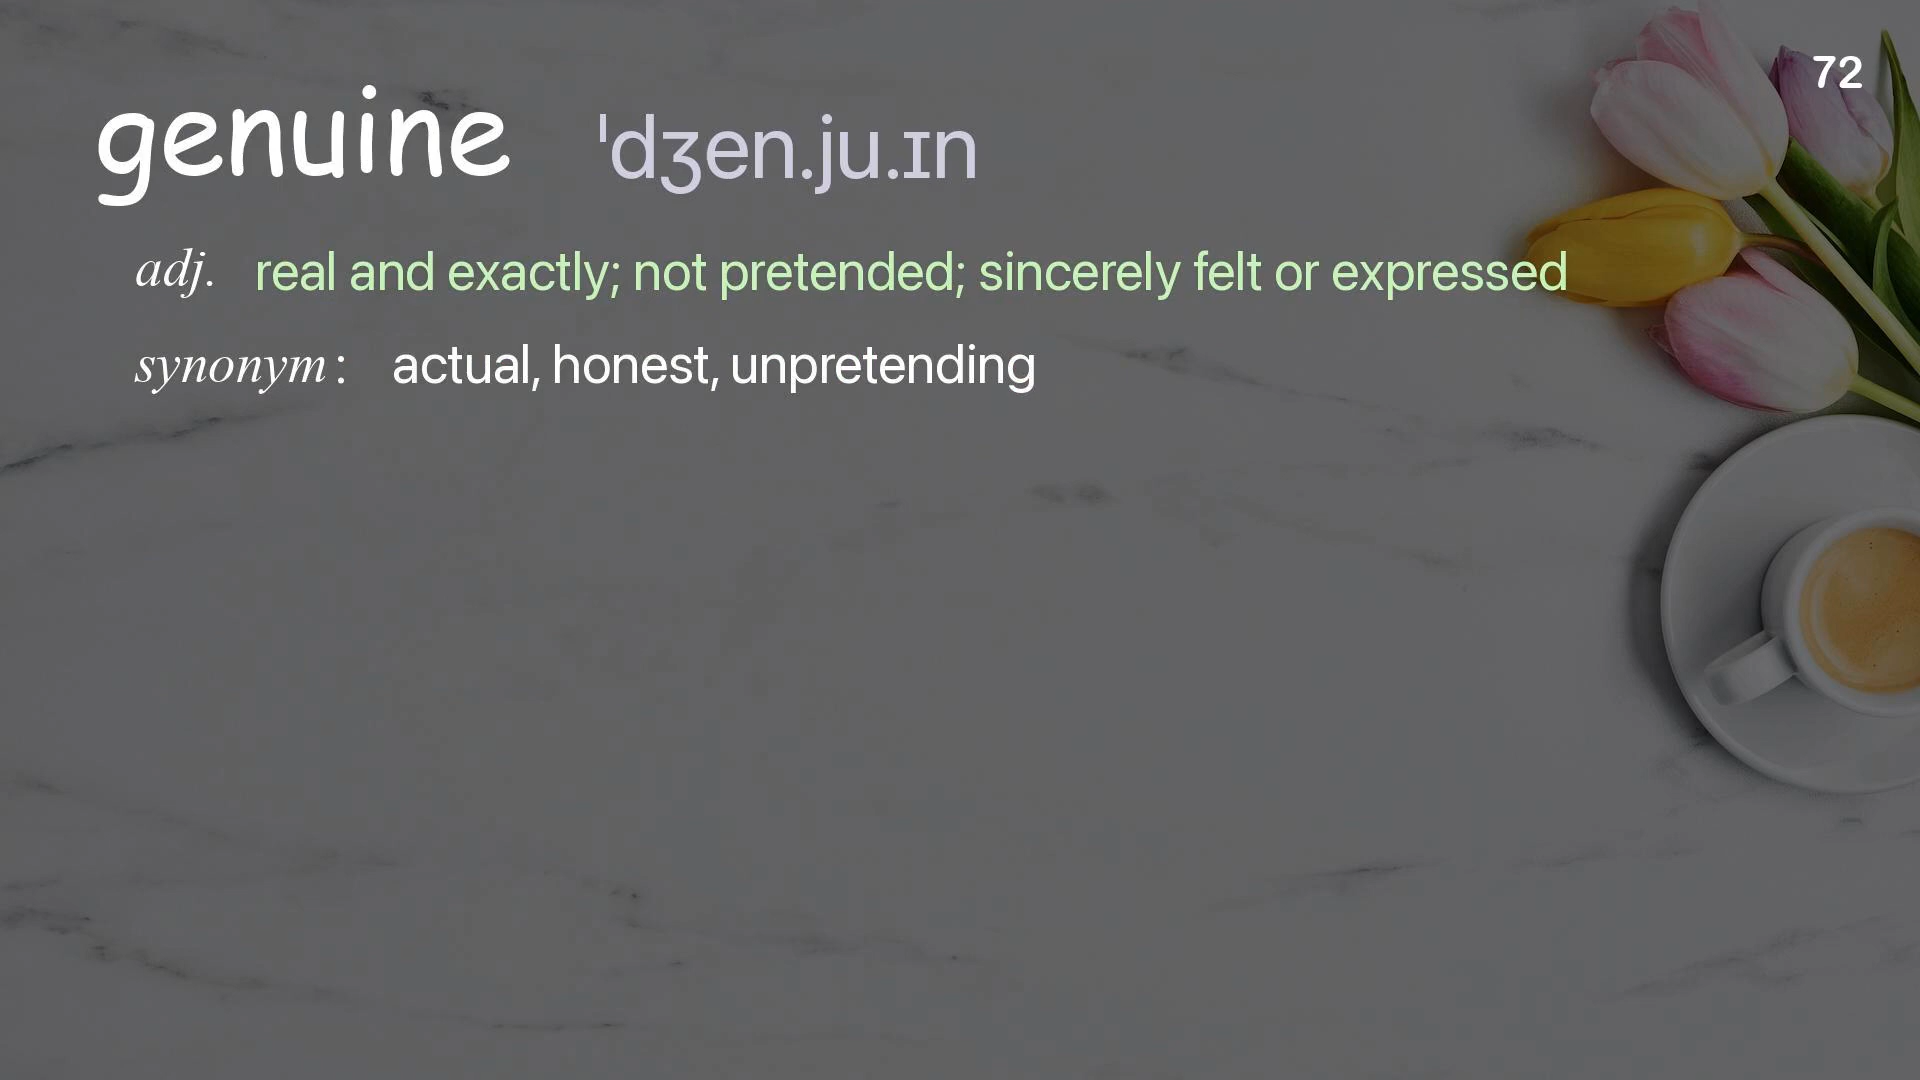 72
genuine ˈdʒen.ju.ɪn
adj. real and exactly; not pretended; sincerely felt or expressed
synonym : actual, honest, unpretending